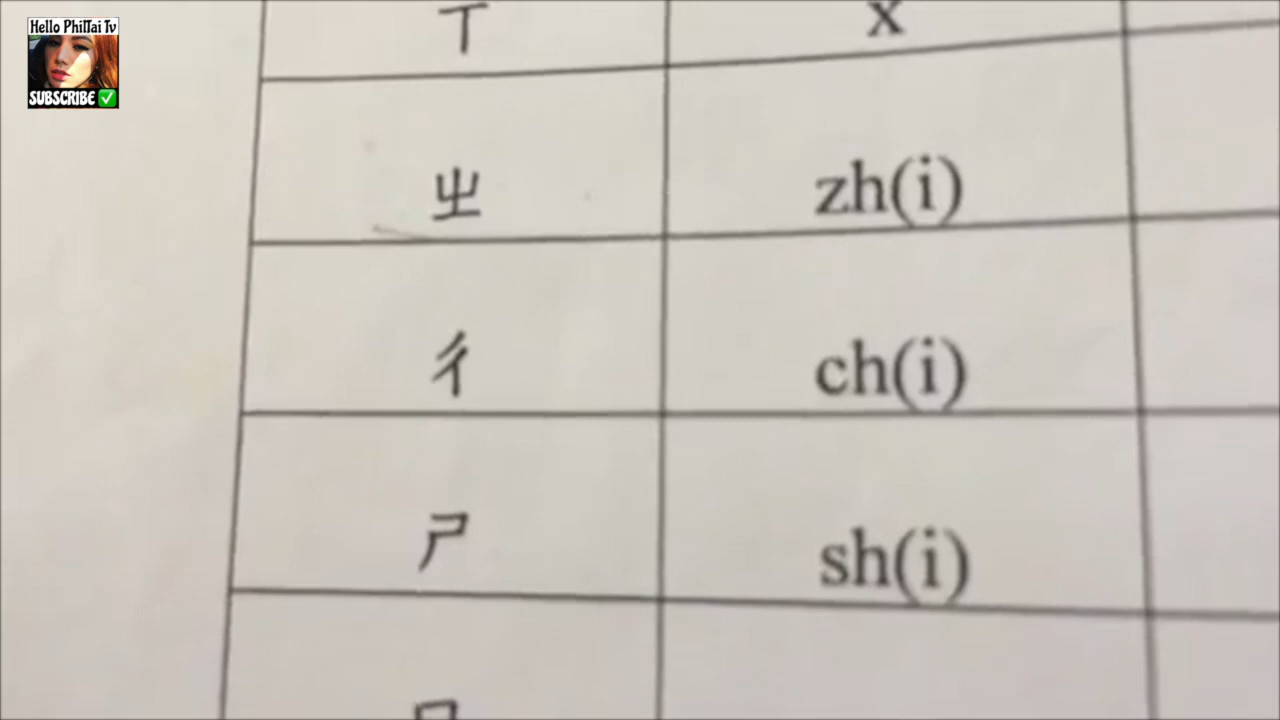 Hello PhilTai Tv
SUBSCRIBE ✅
ㄒ x
ㄓ zh(i)
ㄔ ch(i)
ㄕ sh(i)